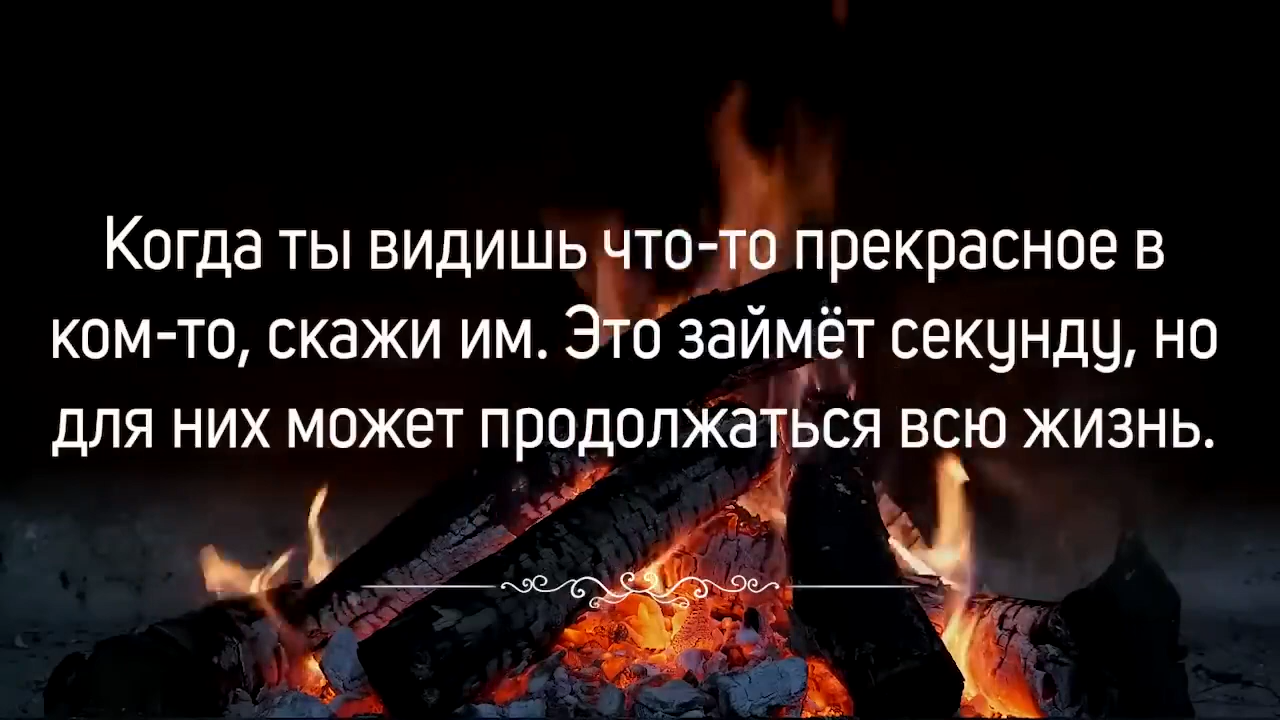 Когда ты видишь что-то прекрасное в
ком-то, скажи им. Это займёт секунду, но
для них может продолжаться всю жизнь.